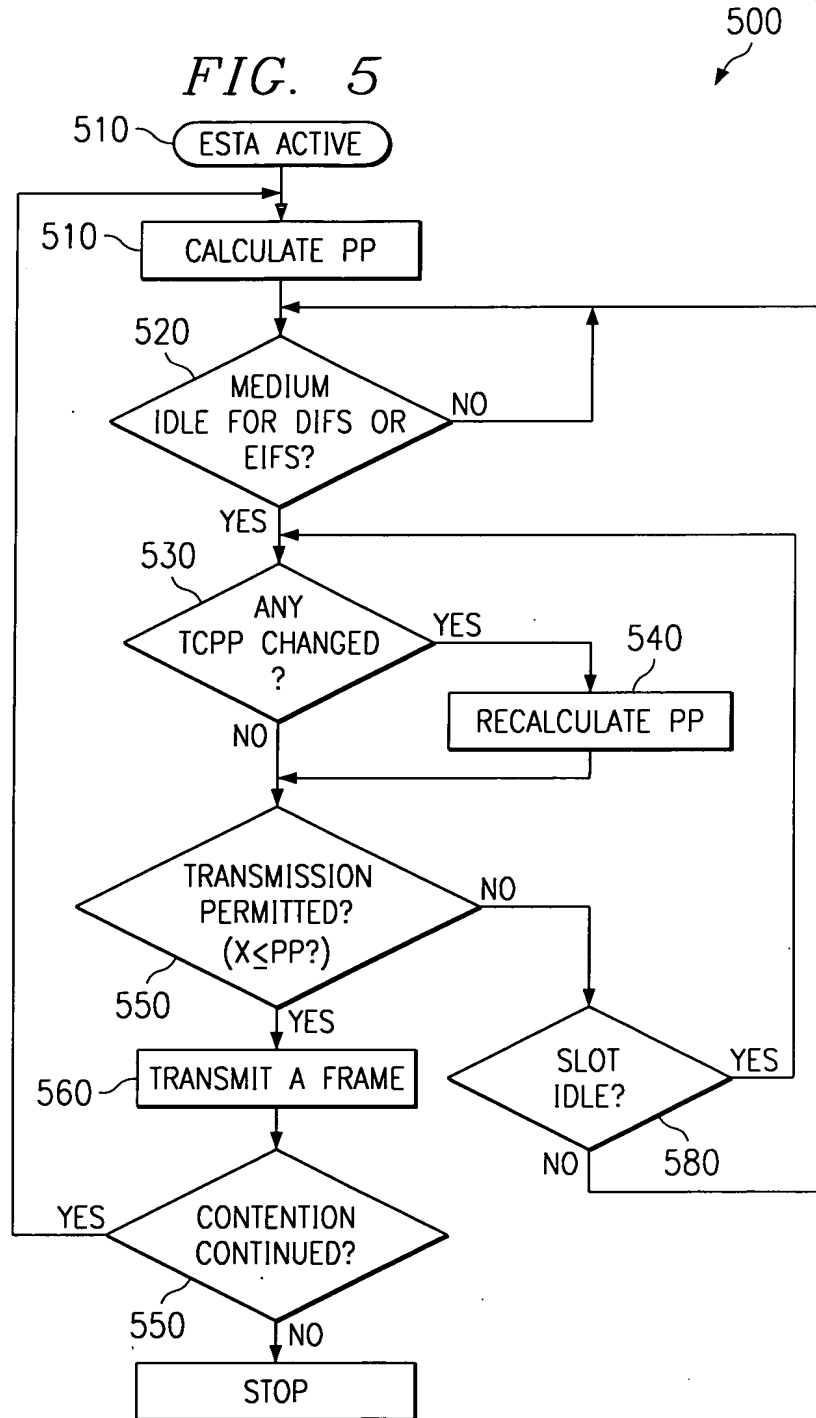 500
FIG. 5
510
ESTA ACTIVE
510
CALCULATE PP
520
MEDIUM
IDLE FOR DIFS OR
EIFS?
NO
YES
530
ANY
TCPP CHANGED
?
YES
540
RECALCULATE PP
NO
TRANSMISSION
PERMITTED?
(X≤PP?)
NO
550
YES
560
TRANSMIT A FRAME
SLOT
IDLE?
YES
580
NO
YES
CONTENTION
CONTINUED?
550
NO
STOP